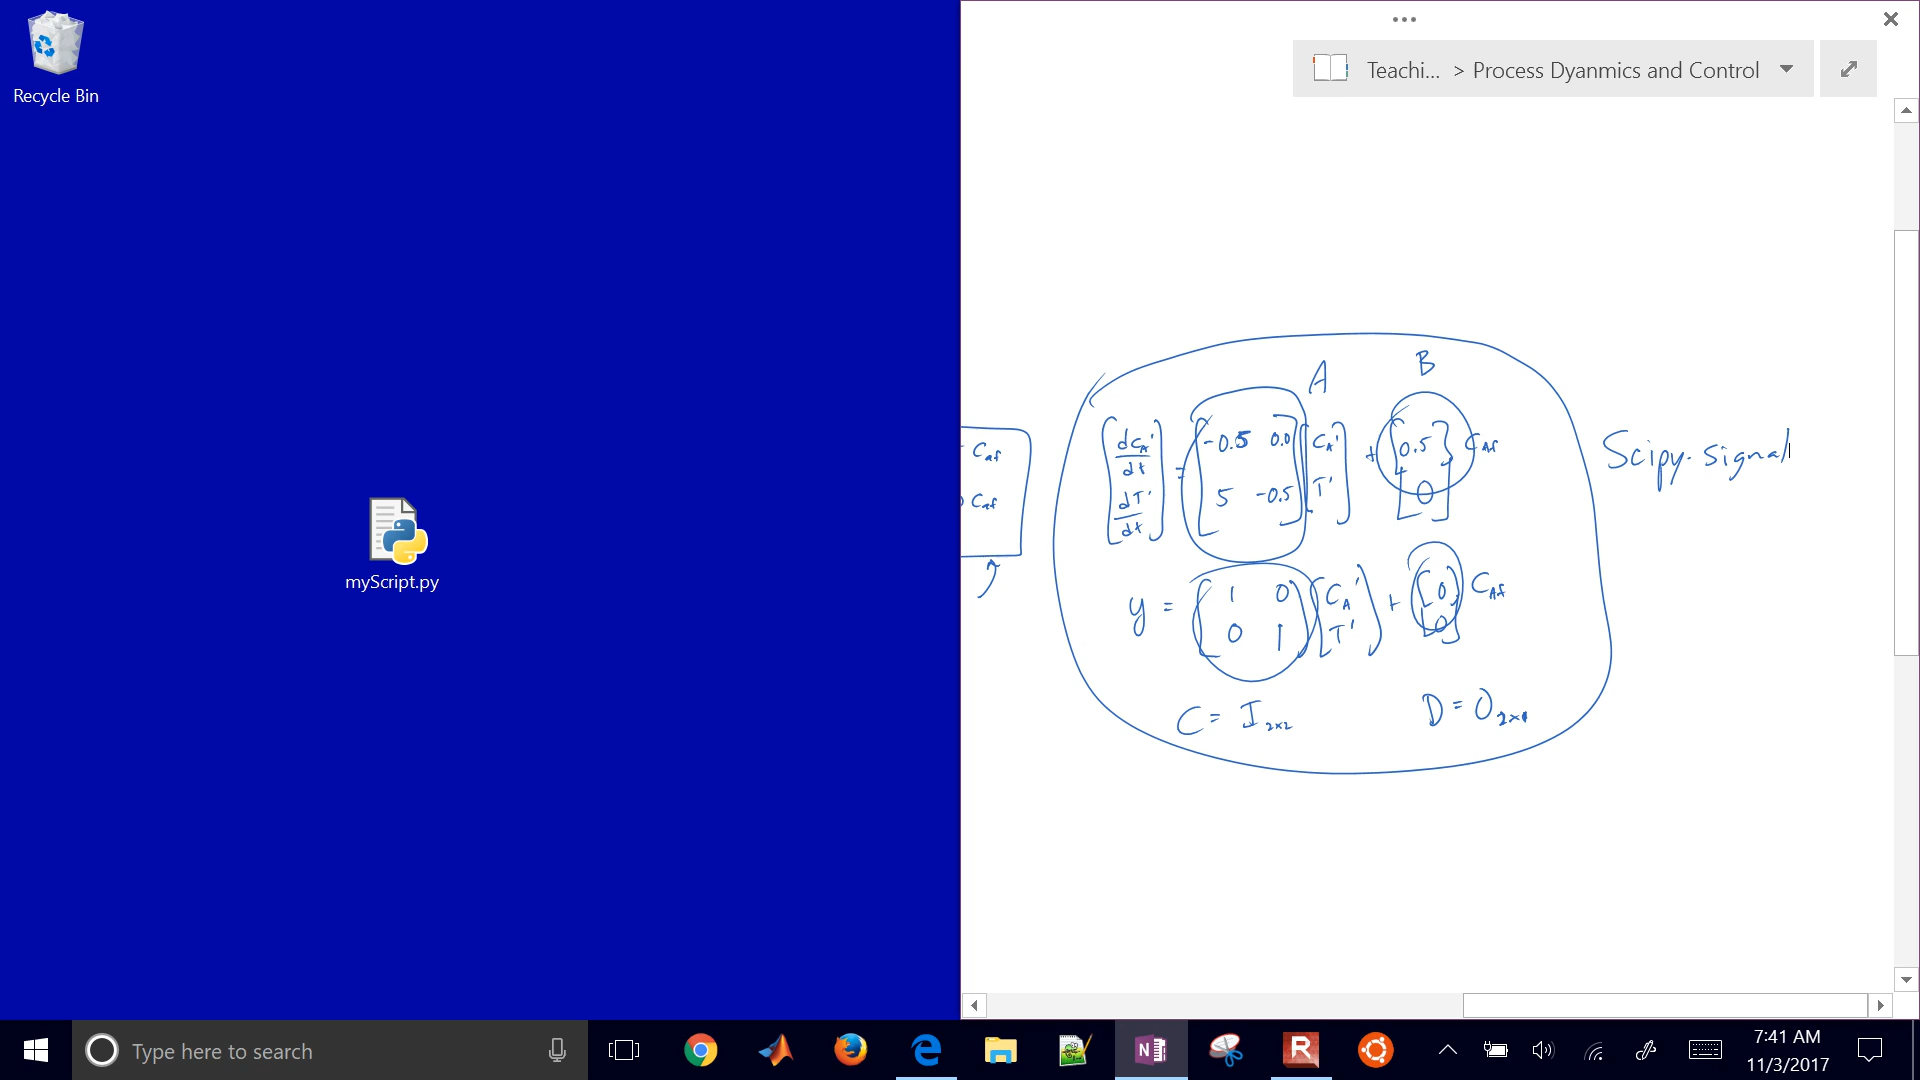 Recycle Bin
Teachi... > Process Dyanmics and Control
myScript.py
Caf
Caf
A
B
dCA'/dt
dT'/dt
=
-0.5 0.0
5 -0.5
CA'
T'
+
0.5
0
CAf
Scipy.signal
y =
1 0
0 1
CA'
T'
+
0
0
CAf
C = I2x2
D = O2x1
Type here to search
7:41 AM
11/3/2017